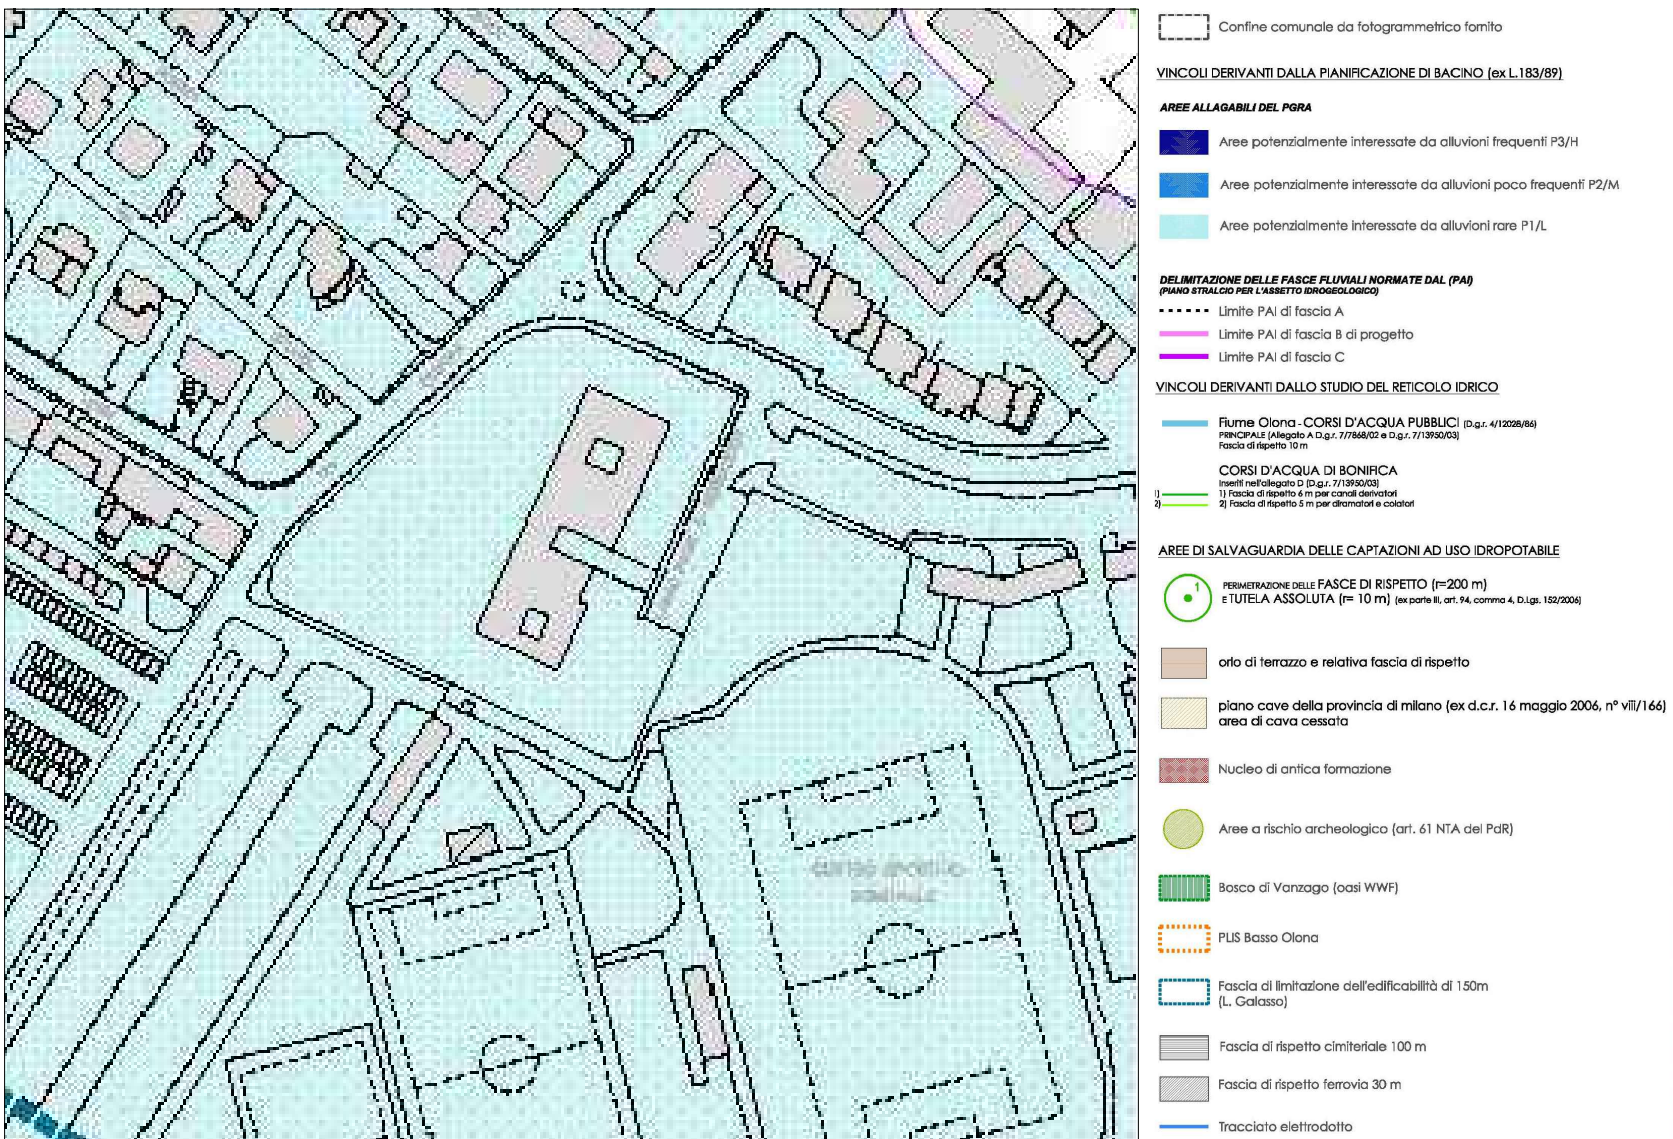 Confine comunale da fotogrammetrico fornito
VINCOLI DERIVANTI DALLA PIANIFICAZIONE DI BACINO (ex L.183/89)
AREE ALLAGABILI DEL PGRA
Aree potenzialmente interessate da alluvioni frequenti P3/H
Aree potenzialmente interessate da alluvioni poco frequenti P2/M
Aree potenzialmente interessate da alluvioni rare P1/L
DELIMITAZIONE DELLE FASCE FLUVIALI NORMATE DAL (PAI)
(PIANO STRALCIO PER L'ASSETTO IDROGEOLOGICO)
Limite PAI di fascia A
Limite PAI di fascia B di progetto
Limite PAI di fascia C
VINCOLI DERIVANTI DALLO STUDIO DEL RETICOLO IDRICO
Fiume Olona - CORSI D'ACQUA PUBBLICI (D.g.r. 4/12028/86)
PRINCIPALE (Allegato A D.g.r. 7/7868/02 e D.g.r. 7/13950/03)
Fascia di rispetto 10 m
CORSI D'ACQUA DI BONIFICA
Inseriti nell'allegato D (D.g.r. 7/13950/03)
1) 1) Fascia di rispetto 6 m per canali derivatori
2) 2) Fascia di rispetto 5 m per diramatori e colatori
AREE DI SALVAGUARDIA DELLE CAPTAZIONI AD USO IDROPOTABILE
1
PERIMETRAZIONE DELLE FASCE DI RISPETTO (r=200 m)
E TUTELA ASSOLUTA (r= 10 m) (ex parte III, art. 94, comma 4, D.Lgs. 152/2006)
orlo di terrazzo e relativa fascia di rispetto
piano cave della provincia di milano (ex d.c.r. 16 maggio 2006, n° viii/166)
area di cava cessata
Nucleo di antica formazione
Aree a rischio archeologico (art. 61 NTA del PdR)
Bosco di Vanzago (oasi WWF)
PLIS Basso Olona
Fascia di limitazione dell'edificabilità di 150m
(L. Galasso)
Fascia di rispetto cimiteriale 100 m
Fascia di rispetto ferrovia 30 m
Tracciato elettrodotto